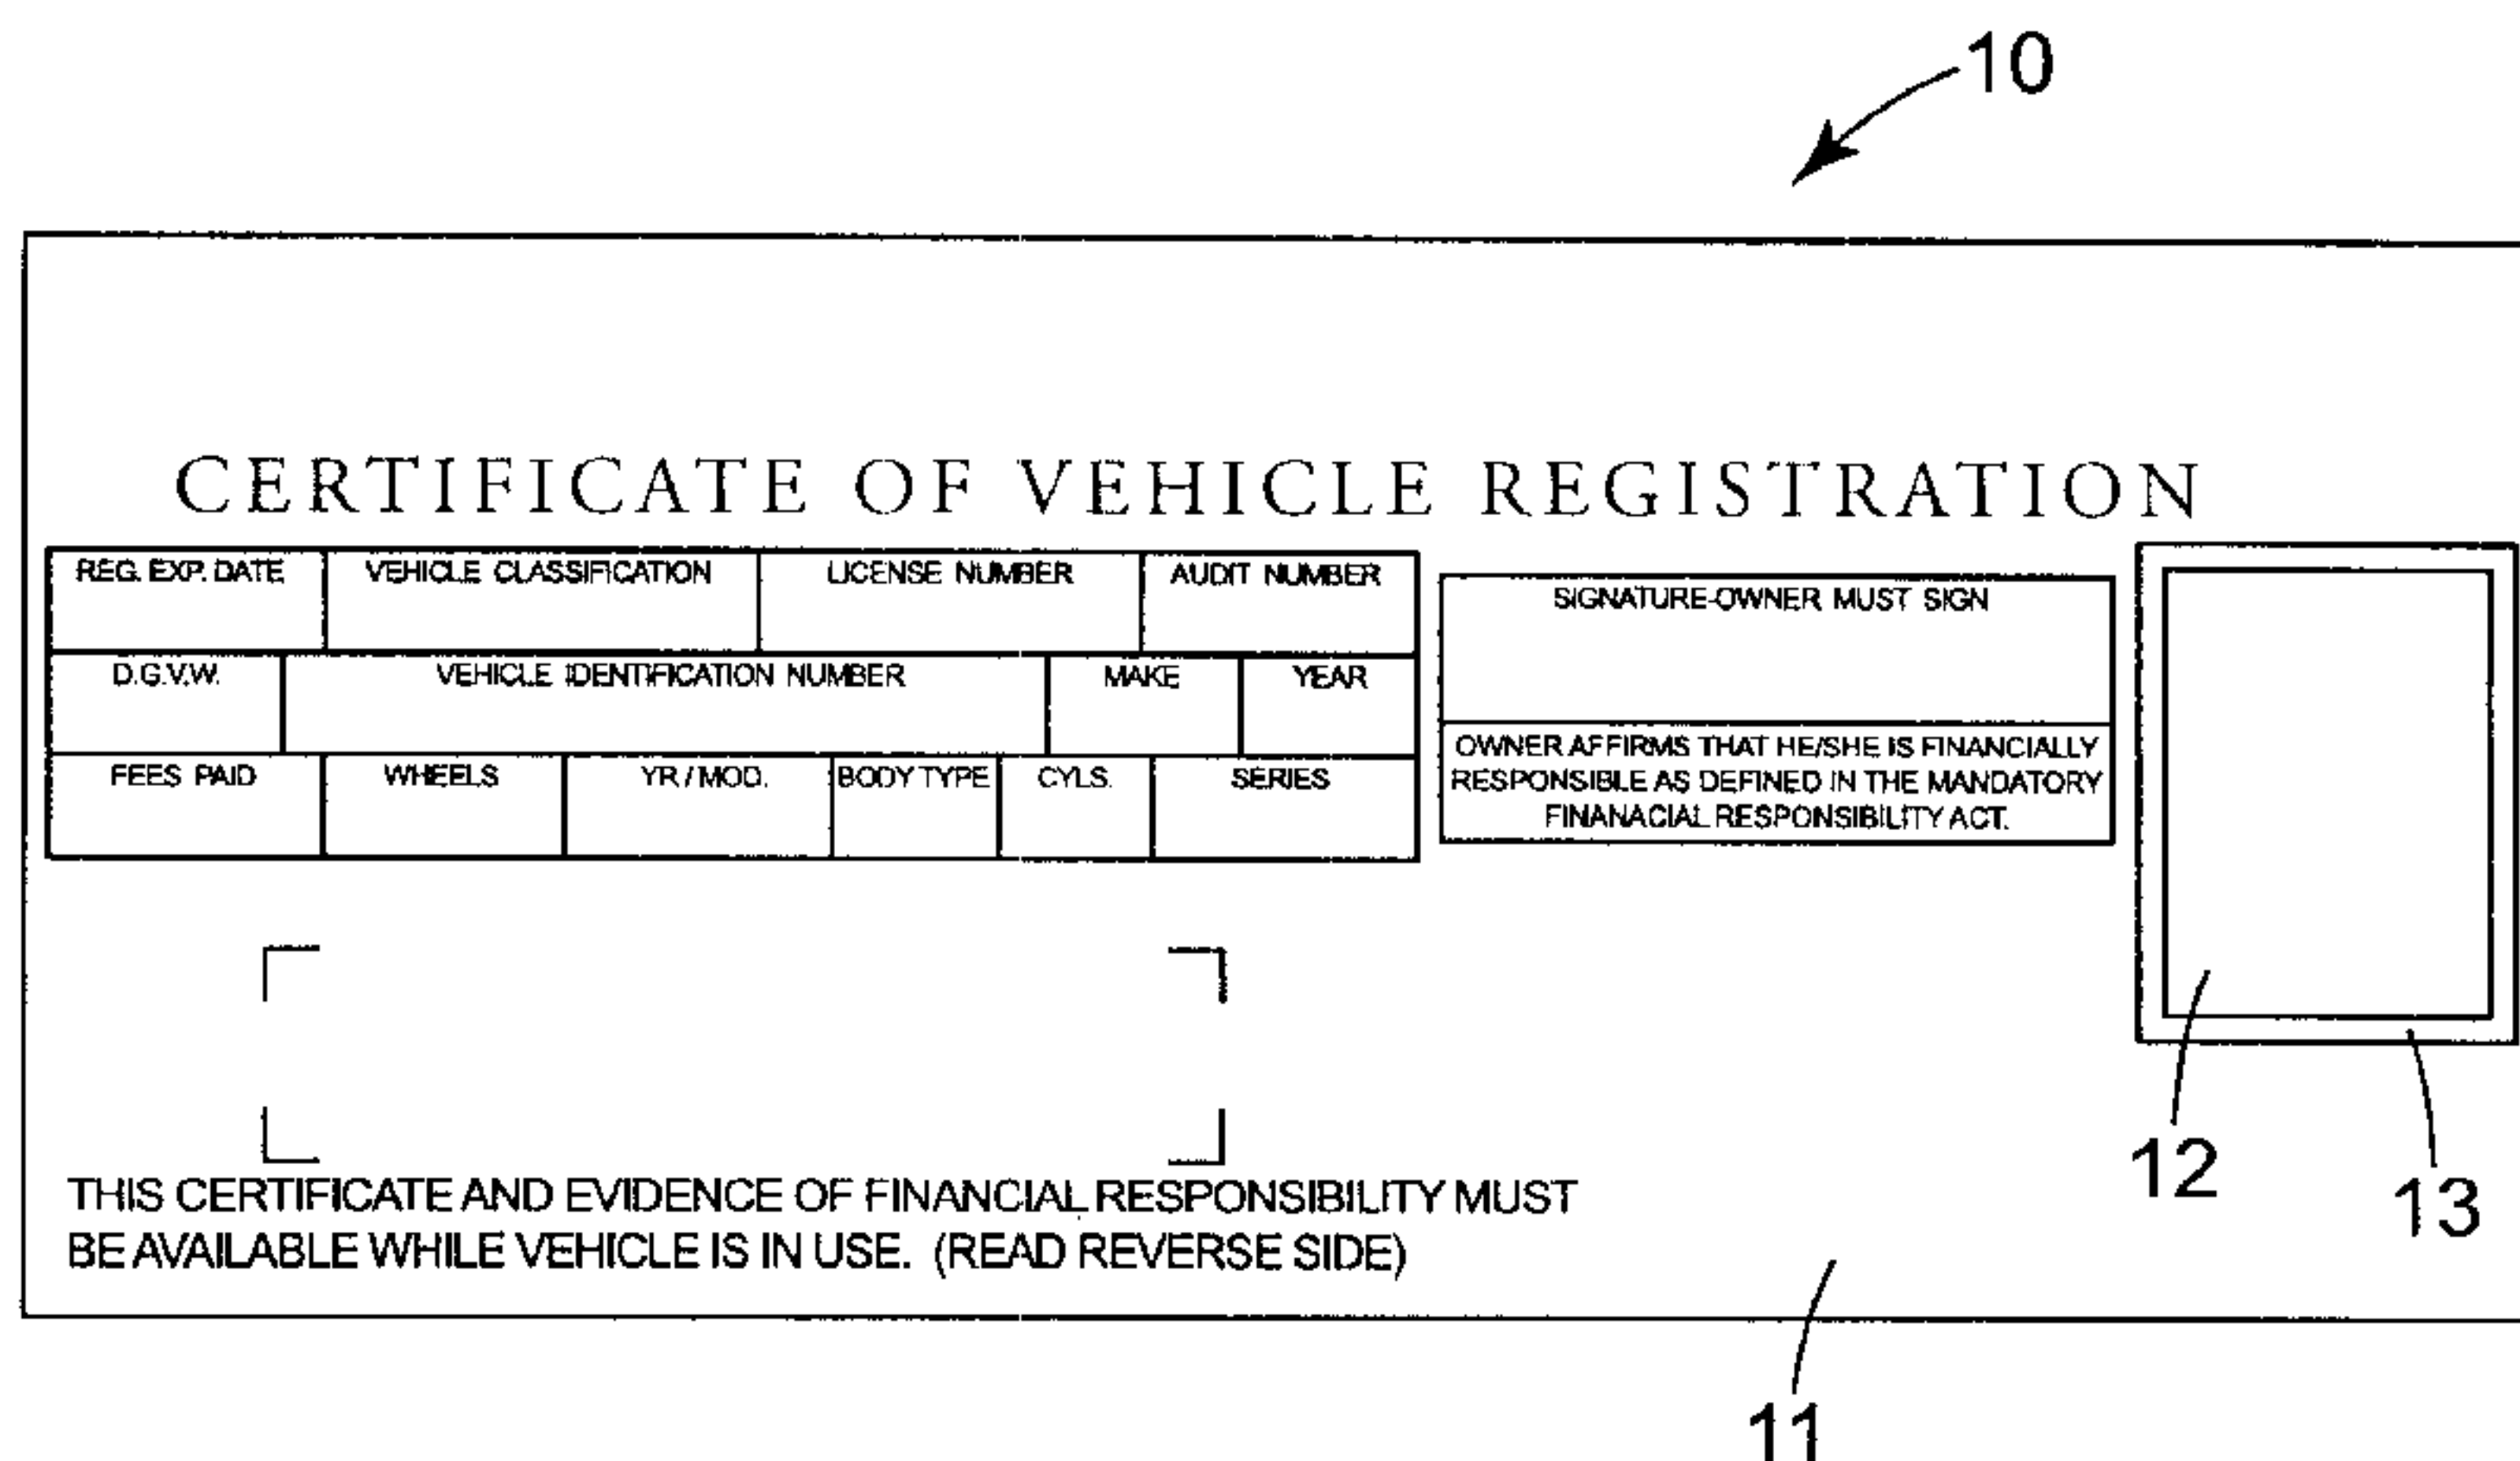 10
CERTIFICATE OF VEHICLE REGISTRATION
REG. EXP. DATE VEHICLE CLASSIFICATION LICENSE NUMBER AUDIT NUMBER
D.G.V.W. VEHICLE IDENTIFICATION NUMBER MAKE YEAR
FEES PAID WHEELS YR / MOD. BODY TYPE CYLS. SERIES
SIGNATURE-OWNER MUST SIGN
OWNER AFFIRMS THAT HE/SHE IS FINANCIALLY
RESPONSIBLE AS DEFINED IN THE MANDATORY
FINANACIAL RESPONSIBILITY ACT.
12
13
THIS CERTIFICATE AND EVIDENCE OF FINANCIAL RESPONSIBILITY MUST
BE AVAILABLE WHILE VEHICLE IS IN USE. (READ REVERSE SIDE)
11